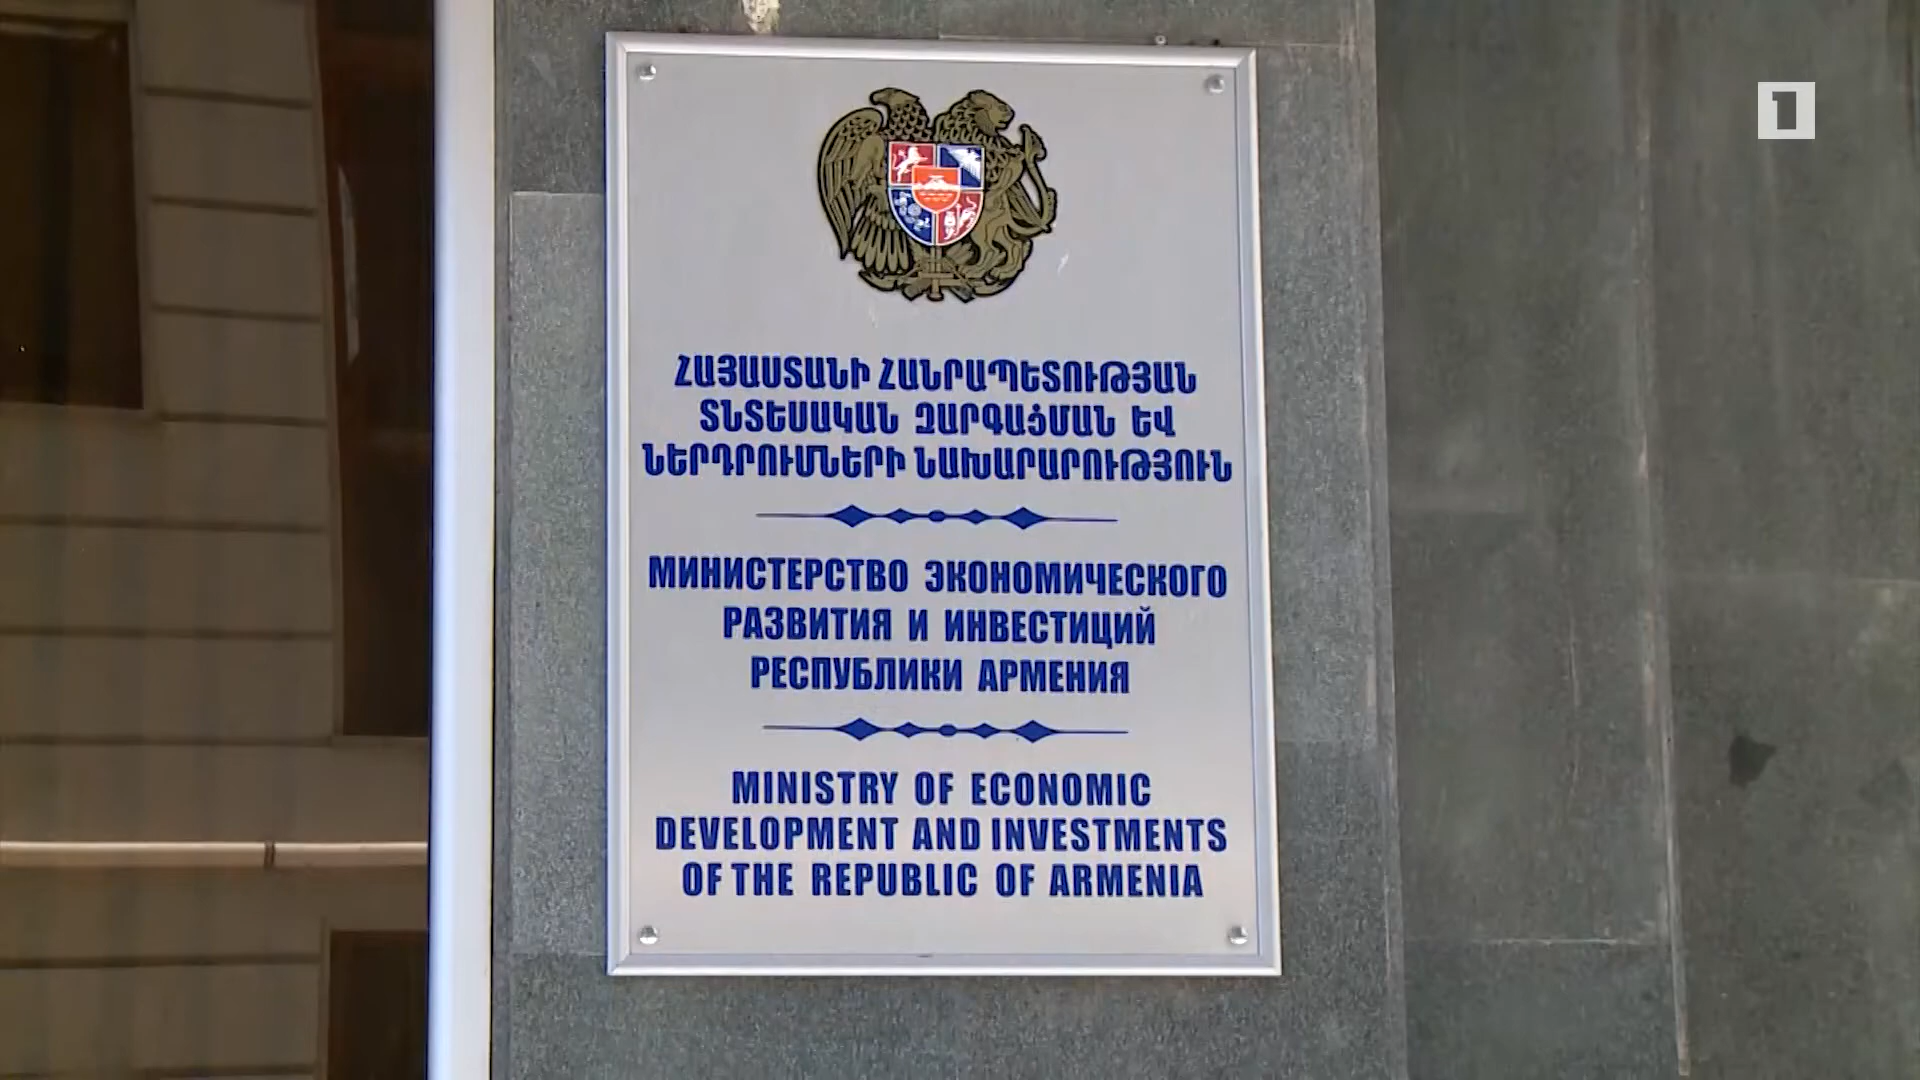 1
ՀԱՅԱՍՏԱՆԻ ՀԱՆՐԱՊԵՏՈՒԹՅԱՆ
ՏՆՏԵՍԱԿԱՆ ԶԱՐԳԱՑՄԱՆ ԵՎ
ՆԵՐԴՐՈՒՄՆԵՐԻ ՆԱԽԱՐԱՐՈՒԹՅՈՒՆ
МИНИСТЕРСТВО ЭКОНОМИЧЕСКОГО
РАЗВИТИЯ И ИНВЕСТИЦИЙ
РЕСПУБЛИКИ АРМЕНИЯ
MINISTRY OF ECONOMIC
DEVELOPMENT AND INVESTMENTS
OF THE REPUBLIC OF ARMENIA